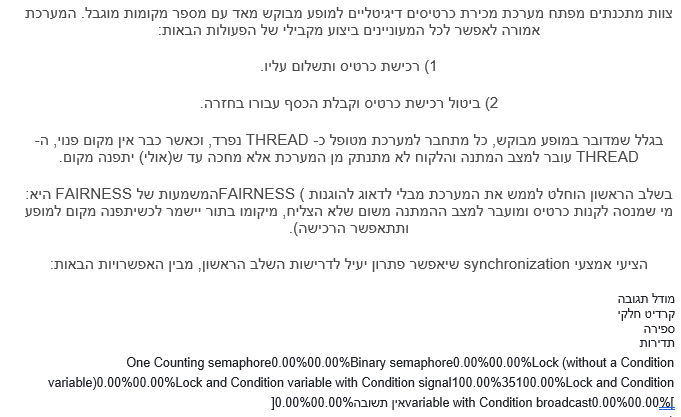 צוות מתכנתים מפתח מערכת מכירת כרטיסים דיגיטליים למופע מבוקש מאד עם מספר מקומות מוגבל. המערכת
אמורה לאפשר לכל המעוניינים ביצוע מקבילי של הפעולות הבאות:
1) רכישת כרטיס ותשלום עליו.
2) ביטול רכישת כרטיס וקבלת הכסף עבורו בחזרה.
בגלל שמדובר במופע מבוקש, כל מתחבר למערכת מטופל כ- THREAD נפרד, וכאשר כבר אין מקום פנוי, ה-
THREAD עובר למצב המתנה והלקוח לא מתנתק מן המערכת אלא מחכה עד ש(אולי) יתפנה מקום.
בשלב הראשון הוחלט לממש את המערכת מבלי לדאוג להוגנות ) FAIRNESSהמשמעות של FAIRNESS היא:
מי שמנסה לקנות כרטיס ומועבר למצב ההמתנה משום שלא הצליח, מיקומו בתור יישמר לכשיתפנה מקום למופע
ותתאפשר הרכישה).
הציעי אמצעי synchronization שיאפשר פתרון יעיל לדרישות השלב הראשון, מבין האפשרויות הבאות:
מודל תגובה
קרדיט חלקי
ספירה
תדירות
One Counting semaphore0.00%00.00%Binary semaphore0.00%00.00%Lock (without a Condition
variable)0.00%00.00%Lock and Condition variable with Condition signal100.00%35100.00%Lock and Condition
variable with Condition broadcast0.00%00.00%[אין תשובה]0.00%00.00%